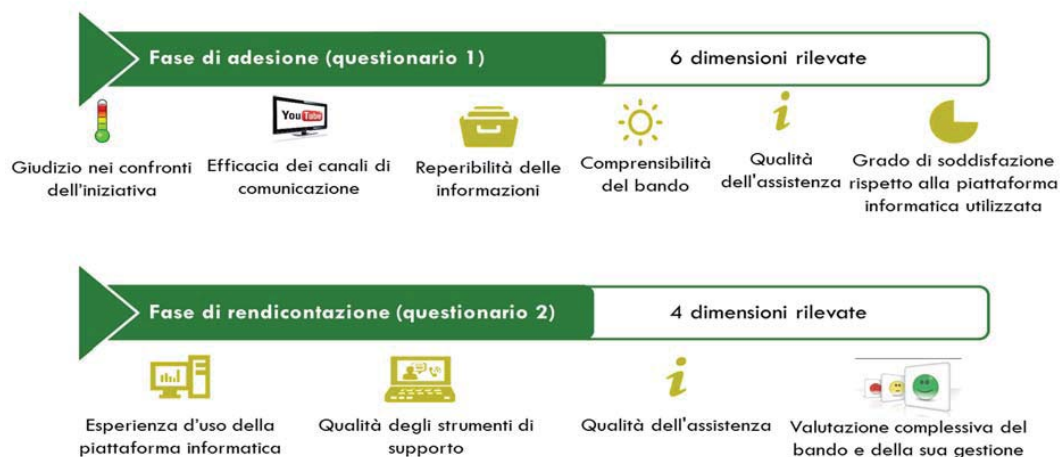 Fase di adesione (questionario 1)
6 dimensioni rilevate
YouTube
Giudizio nei confronti
dell'iniziativa
Efficacia dei canali di
comunicazione
Reperibilità delle
informazioni
Comprensibilità
del bando
Qualità
dell'assistenza
Grado di soddisfazione
rispetto alla piattaforma
informatica utilizzata
Fase di rendicontazione (questionario 2)
4 dimensioni rilevate
Esperienza d'uso della
piattaforma informatica
Qualità degli strumenti di
supporto
Qualità dell'assistenza
Valutazione complessiva del
bando e della sua gestione